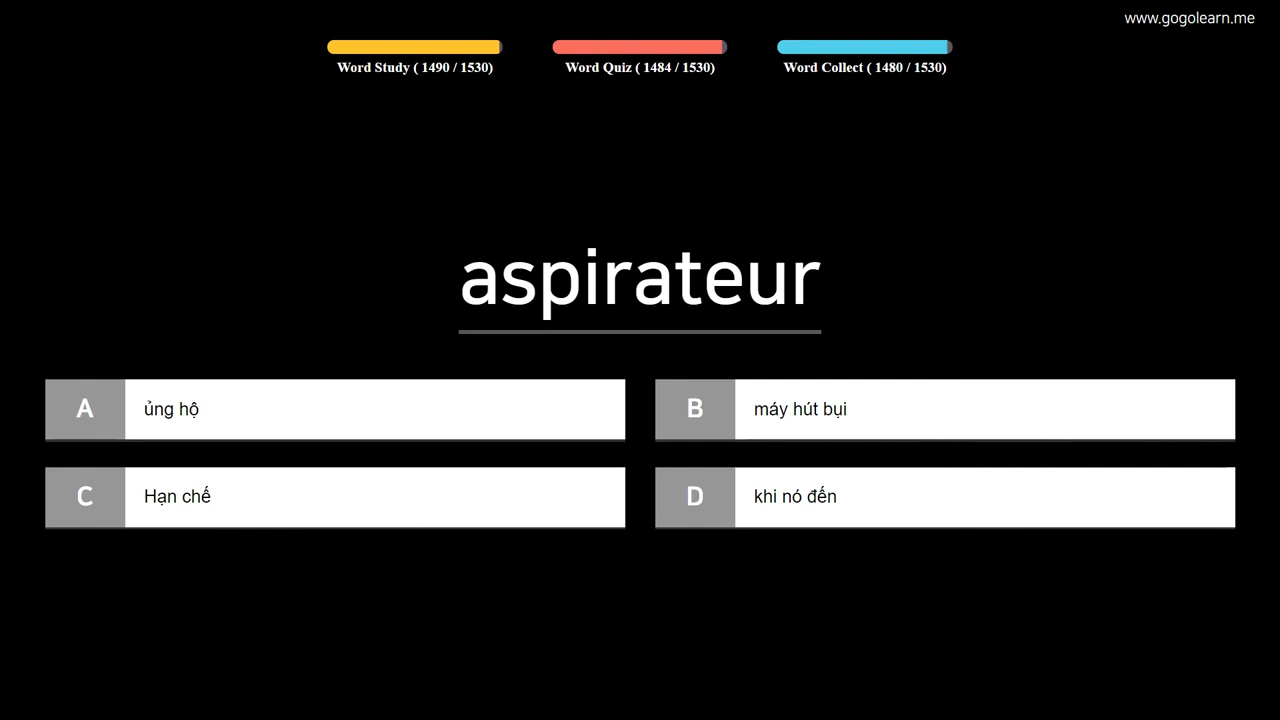 www.gogolearn.me
Word Study ( 1490 / 1530) Word Quiz ( 1484 / 1530) Word Collect ( 1480 / 1530)
aspirateur
A ủng hộ
B máy hút bụi
C Hạn chế
D khi nó đến